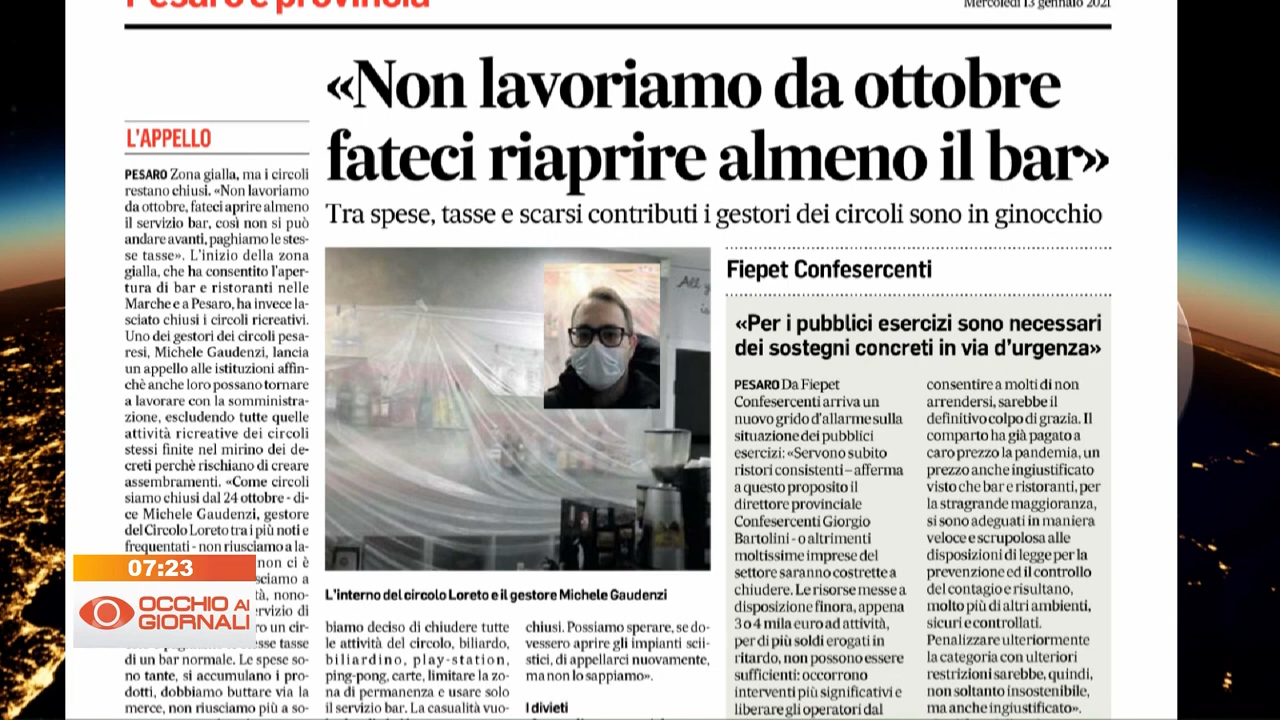 Pesaro e provincia
Mercoledì 13 gennaio 2021
«Non lavoriamo da ottobre
fateci riaprire almeno il bar»
Tra spese, tasse e scarsi contributi i gestori dei circoli sono in ginocchio
L'APPELLO
PESARO Zona gialla, ma i circoli
restano chiusi. «Non lavoriamo
da ottobre, fateci aprire almeno
il servizio bar, così non si può
andare avanti, paghiamo le stes-
se tasse». L'inizio della zona
gialla, che ha consentito l'aper-
tura di bar e ristoranti nelle
Marche e a Pesaro, ha invece la-
sciato chiusi i circoli ricreativi.
Uno dei gestori dei circoli pesa-
resi, Michele Gaudenzi, lancia
un appello alle istituzioni affin-
chè anche loro possano tornare
a lavorare con la somministra-
zione, escludendo tutte quelle
attività ricreative dei circoli
stessi finite nel mirino dei de-
creti perchè rischiano di creare
assembramenti. «Come circoli
siamo chiusi dal 24 ottobre - di-
ce Michele Gaudenzi, gestore
del Circolo Loreto tra i più noti e
frequentati - non riusciamo a la-
non ci è
sciamo a
tà, nono-
ervizio di
ro un cir-
sse tasse
di un bar normale. Le spese so-
no tante, si accumulano i pro-
dotti, dobbiamo buttare via la
merce, non riusciamo più a so-
All
is
L'interno del circolo Loreto e il gestore Michele Gaudenzi
biamo deciso di chiudere tutte
le attività del circolo, biliardo,
biliardino, play-station,
ping-pong, carte, limitare la zo-
na di permanenza e usare solo
il servizio bar. La casualità vuo-
chiusi. Possiamo sperare, se do-
vessero aprire gli impianti scii-
stici, di appellarci nuovamente,
ma non lo sappiamo».
I divieti
Fiepet Confesercenti
«Per i pubblici esercizi sono necessari
dei sostegni concreti in via d'urgenza»
PESARO Da Fiepet
Confesercenti arriva un
nuovo grido d'allarme sulla
situazione dei pubblici
esercizi: «Servono subito
ristori consistenti – afferma
a questo proposito il
direttore provinciale
Confesercenti Giorgio
Bartolini - o altrimenti
moltissime imprese del
settore saranno costrette a
chiudere. Le risorse messe a
disposizione finora, appena
3 o 4 mila euro ad attività,
per di più soldi erogati in
ritardo, non possono essere
sufficienti: occorrono
interventi più significativi e
liberare gli operatori dal
consentire a molti di non
arrendersi, sarebbe il
definitivo colpo di grazia. Il
comparto ha già pagato a
caro prezzo la pandemia, un
prezzo anche ingiustificato
visto che bar e ristoranti, per
la stragrande maggioranza,
si sono adeguati in maniera
veloce e scrupolosa alle
disposizioni di legge per la
prevenzione ed il controllo
del contagio e risultano,
molto più di altri ambienti,
sicuri e controllati.
Penalizzare ulteriormente
la categoria con ulteriori
restrizioni sarebbe, quindi,
non soltanto insostenibile,
ma anche ingiustificato».
07:23
OCCHIO AI
GIORNALI